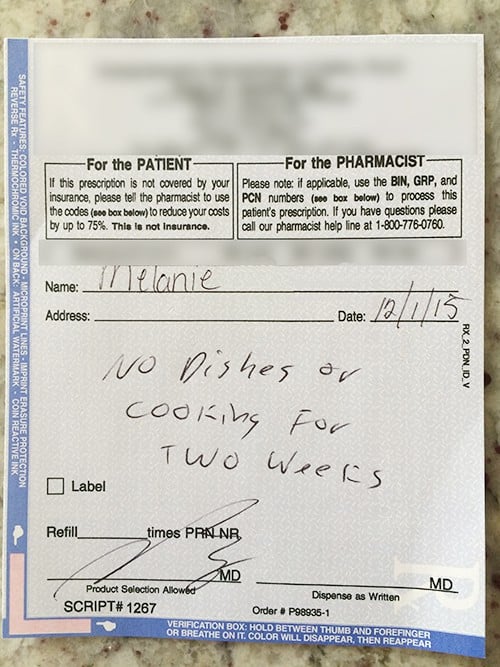 For the PATIENT
If this prescription is not covered by your
insurance, please tell the pharmacist to use
the codes (see box below) to reduce your costs
by up to 75%. This is not insurance.
For the PHARMACIST
Please note: if applicable, use the BIN, GRP, and
PCN numbers (see box below) to process this
patient's prescription. If you have questions please
call our pharmacist help line at 1-800-776-0760.
Name: Melanie
Address: Date: 12/1/15
No Dishes or
Cooking For
Two Weeks
Label
Refill times PRN NR
MD
Product Selection Allowed
MD
Dispense as Written
SCRIPT# 1267
Order # P98935-1
VERIFICATION BOX: HOLD BETWEEN THUMB AND FOREFINGER
OR BREATHE ON IT. COLOR WILL DISAPPEAR, THEN REAPPEAR
SAFETY FEATURES: COLORED VOID BACKGROUND - MICROPRINT LINES - IMPRINT ERASURE PROTECTION
REVERSE Rx - THERMOCHROMIC INK - ON BACK: ARTIFICIAL WATERMARK - COIN REACTIVE INK
RX_2_PDN_ID_V
Rx